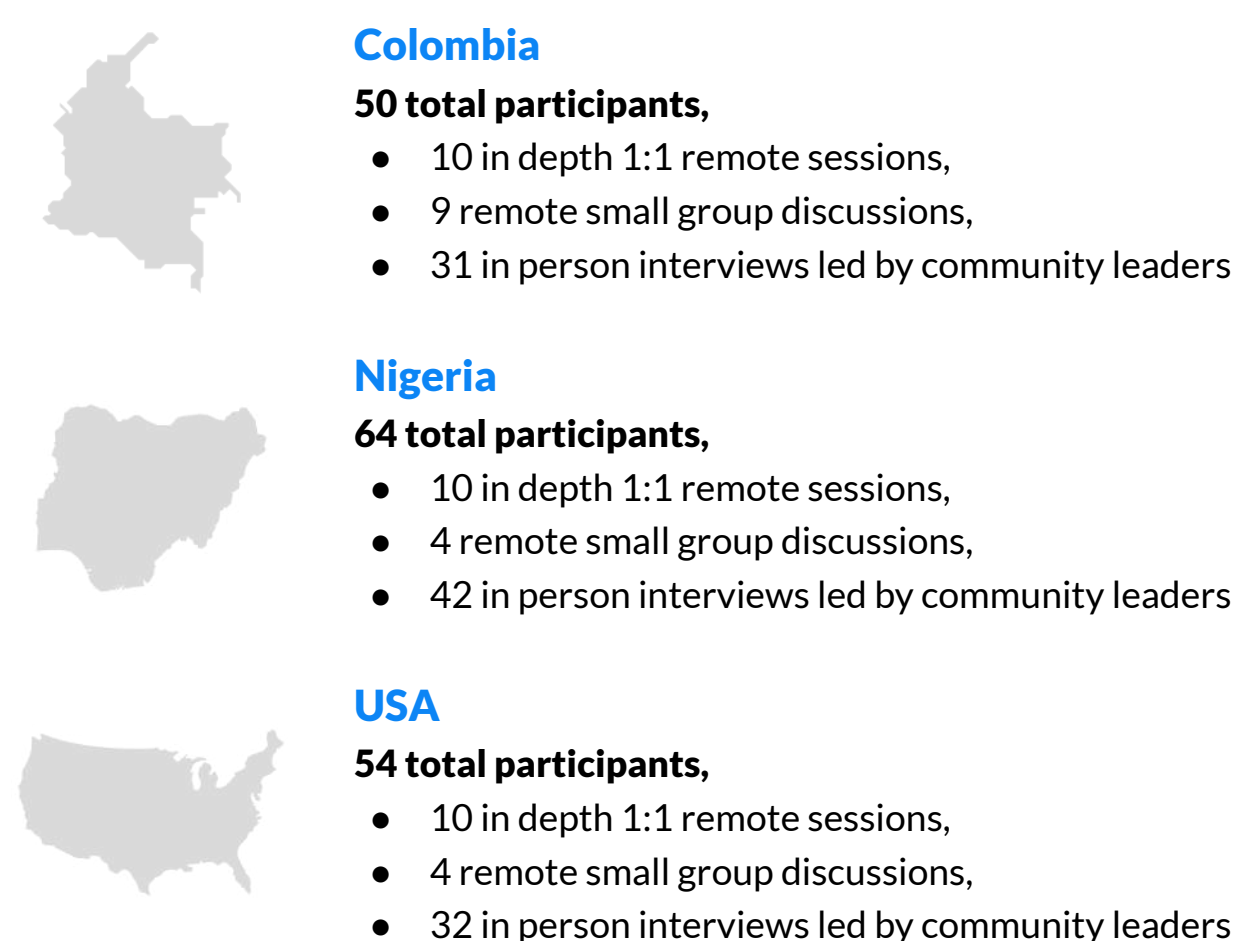 Colombia
50 total participants,
● 10 in depth 1:1 remote sessions,
● 9 remote small group discussions,
● 31 in person interviews led by community leaders
Nigeria
64 total participants,
● 10 in depth 1:1 remote sessions,
● 4 remote small group discussions,
● 42 in person interviews led by community leaders
USA
54 total participants,
● 10 in depth 1:1 remote sessions,
● 4 remote small group discussions,
● 32 in person interviews led by community leaders